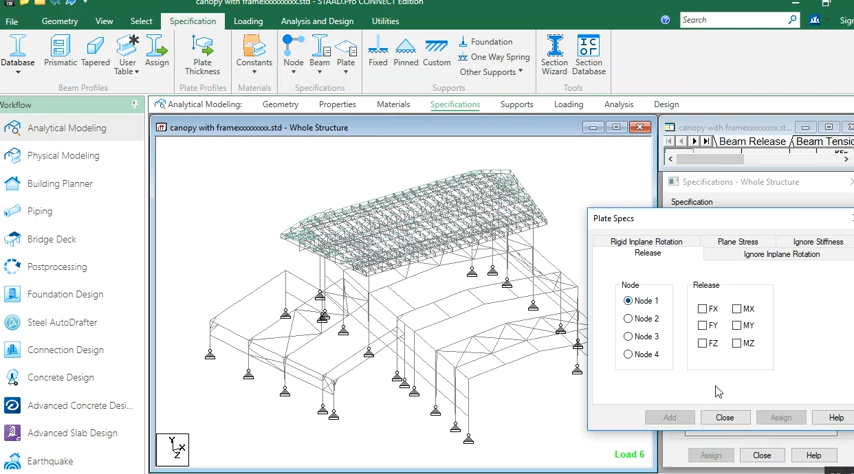 canopy with framexxxxxxxxx.std - STAAD.Pro CONNECT Edition
File Geometry View Select Specification Loading Analysis and Design Utilities Search Sign
Database Prismatic Tapered User Table Assign
Beam Profiles
Plate Thickness
Plate Profiles
Constants
Materials
Node Beam Plate
Specifications
Fixed Pinned Custom
Foundation
One Way Spring
Other Supports
Supports
Section Wizard Section Database
Tools
Workflow
Analytical Modeling: Geometry Properties Materials Specifications Supports Loading Analysis Design
Analytical Modeling
Physical Modeling
Building Planner
Piping
Bridge Deck
Postprocessing
Foundation Design
Steel AutoDrafter
Connection Design
Concrete Design
Advanced Concrete Desi...
Advanced Slab Design
Earthquake
canopy with framexxxxxxxxx.std - Whole Structure
Y
X
Z
Load 6
canopy with framexxxxxxxxx.std...
Beam Release Beam Tensio
Specifications - Whole Structure
Specification
Plate Specs
Rigid Inplane Rotation Plane Stress Ignore Stiffness
Release Ignore Inplane Rotation
Node
Node 1
Node 2
Node 3
Node 4
Release
FX MX
FY MY
FZ MZ
Add Close Assign Help
Assign Close Help